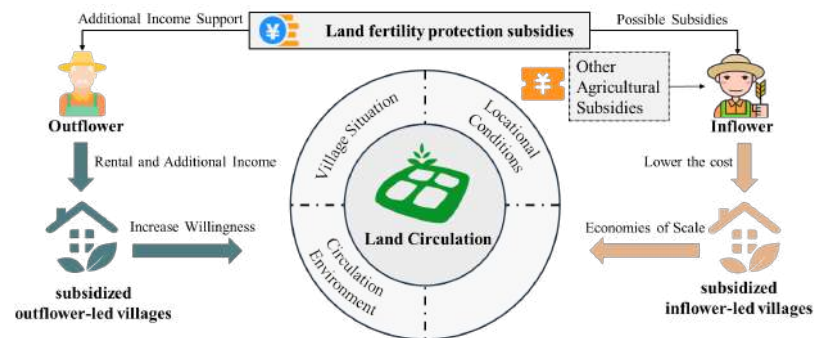 Additional Income Support
Land fertility protection subsidies
Possible Subsidies
Other
Agricultural
Subsidies
Outflower
Inflower
Village Situation
Locational
Conditions
Rental and Additional Income
Lower the cost
Land Circulation
Increase Willingness
Economies of Scale
Circulation
Environment
subsidized
outflower-led villages
subsidized
inflower-led villages